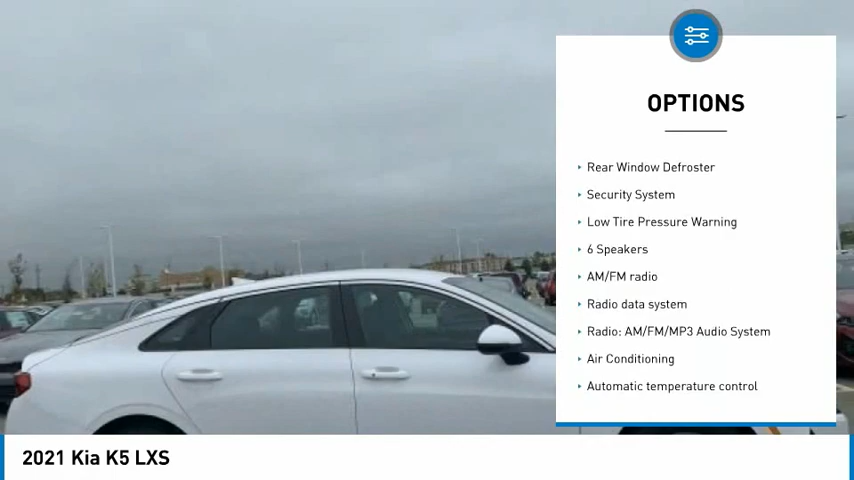 OPTIONS
Rear Window Defroster
Security System
Low Tire Pressure Warning
6 Speakers
AM/FM radio
Radio data system
Radio: AM/FM/MP3 Audio System
Air Conditioning
Automatic temperature control
2021 Kia K5 LXS